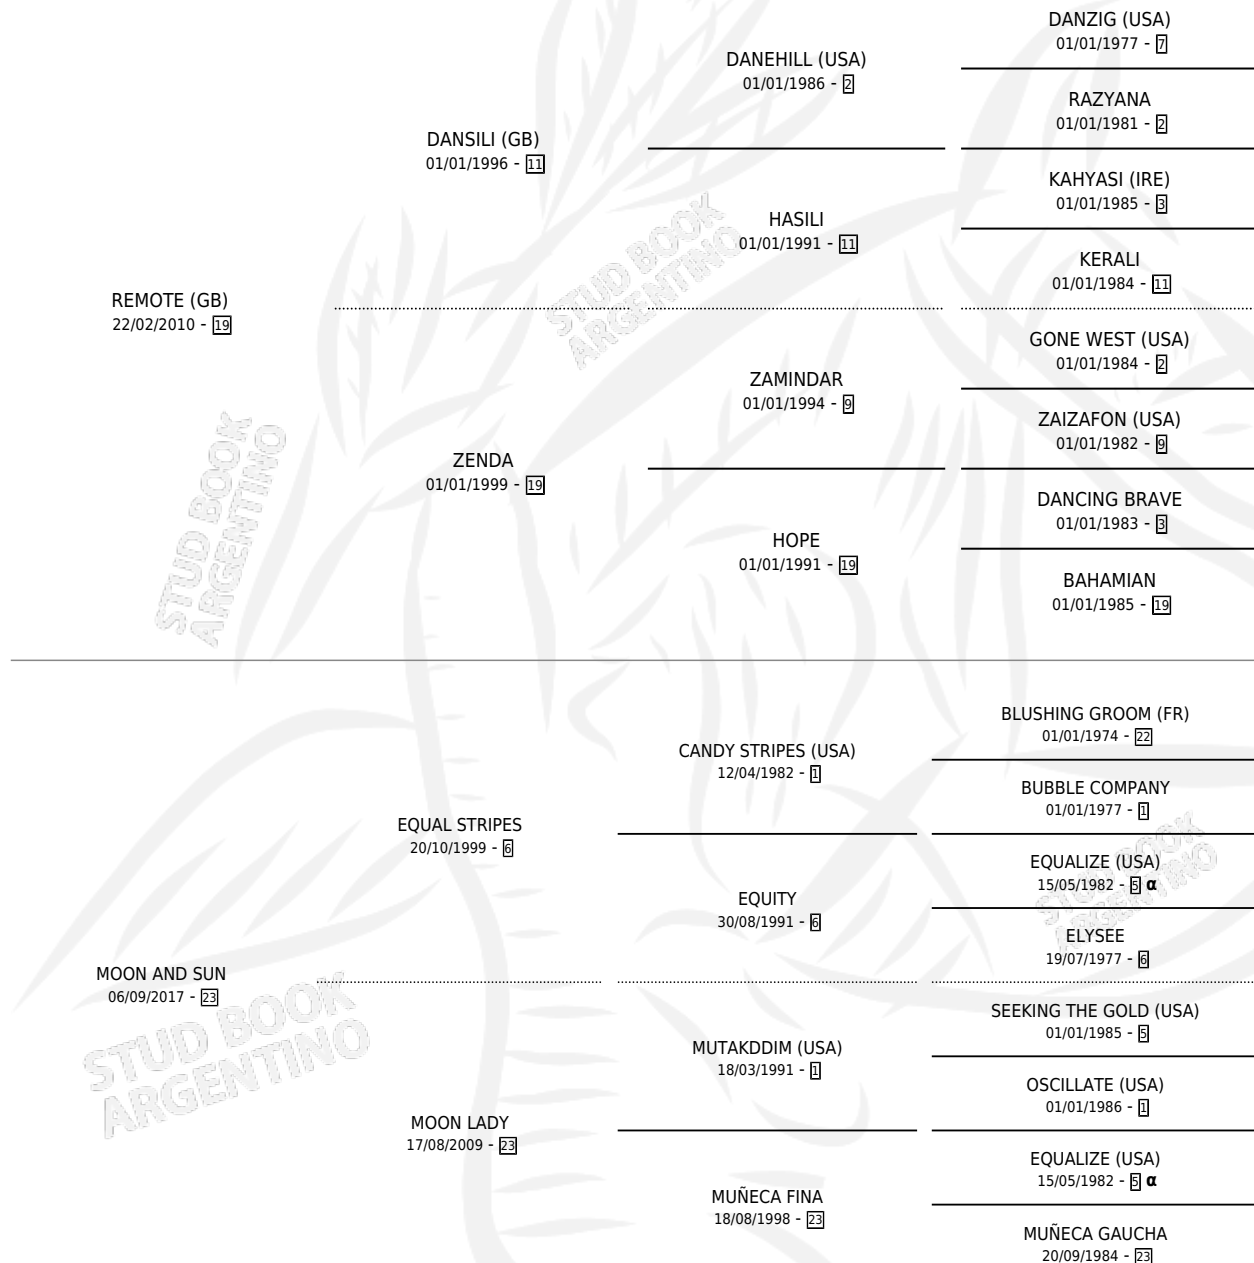 DANZIG (USA)
01/01/1977 - 7
DANEHILL (USA)
01/01/1986 - 2
RAZYANA
01/01/1981 - 2
DANSILI (GB)
01/01/1996 - 11
KAHYASI (IRE)
01/01/1985 - 3
HASILI
01/01/1991 - 11
KERALI
01/01/1984 - 11
STUD BOOK
ARGENTINO
REMOTE (GB)
22/02/2010 - 19
GONE WEST (USA)
01/01/1984 - 2
ZAMINDAR
01/01/1994 - 9
ZAIZAFON (USA)
01/01/1982 - 9
ZENDA
01/01/1999 - 19
DANCING BRAVE
01/01/1983 - 3
HOPE
01/01/1991 - 19
BAHAMIAN
01/01/1985 - 19
STUD BOOK
ARGENTINO
BLUSHING GROOM (FR)
01/01/1974 - 22
CANDY STRIPES (USA)
12/04/1982 - 1
BUBBLE COMPANY
01/01/1977 - 1
EQUAL STRIPES
20/10/1999 - 6
EQUALIZE (USA)
15/05/1982 - 5 α
EQUITY
30/08/1991 - 6
ELYSEE
19/07/1977 - 6
STUD BOOK
ARGENTINO
MOON AND SUN
06/09/2017 - 23
STUD BOOK
ARGENTINO
SEEKING THE GOLD (USA)
01/01/1985 - 5
MUTAKDDIM (USA)
18/03/1991 - 1
OSCILLATE (USA)
01/01/1986 - 1
MOON LADY
17/08/2009 - 23
EQUALIZE (USA)
15/05/1982 - 5 α
MUÑECA FINA
18/08/1998 - 23
MUÑECA GAUCHA
20/09/1984 - 23